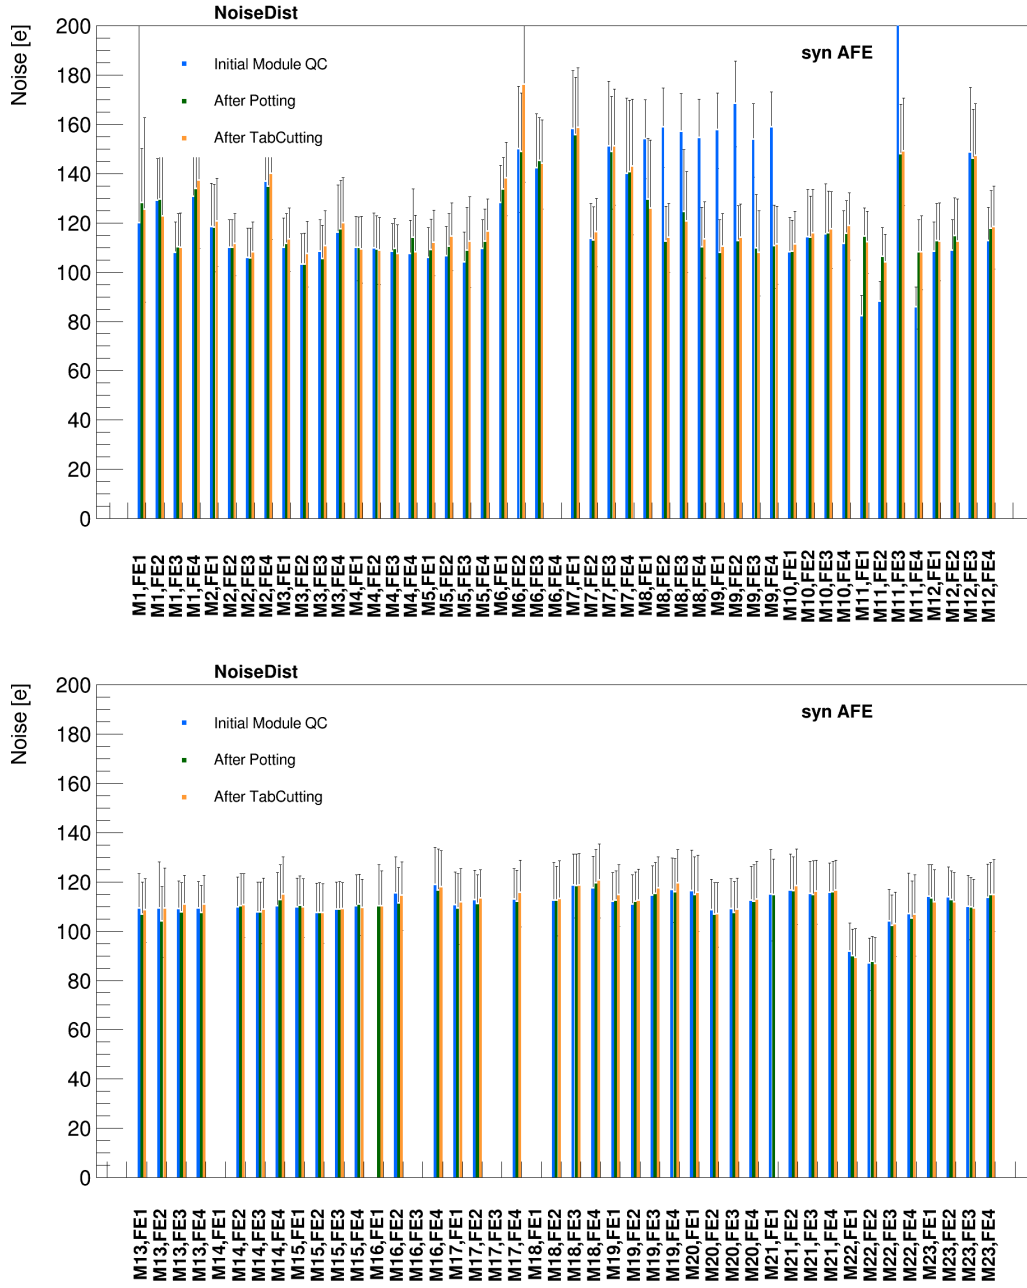 NoiseDist
Noise [e]
syn AFE
Initial Module QC
After Potting
After TabCutting
200
180
160
140
120
100
80
60
40
20
0
M1,FE1
M1,FE2
M1,FE3
M1,FE4
M2,FE1
M2,FE2
M2,FE3
M2,FE4
M3,FE1
M3,FE2
M3,FE3
M3,FE4
M4,FE1
M4,FE2
M4,FE3
M4,FE4
M5,FE1
M5,FE2
M5,FE3
M5,FE4
M6,FE1
M6,FE2
M6,FE3
M6,FE4
M7,FE1
M7,FE2
M7,FE3
M7,FE4
M8,FE1
M8,FE2
M8,FE3
M8,FE4
M9,FE1
M9,FE2
M9,FE3
M9,FE4
M10,FE1
M10,FE2
M10,FE3
M10,FE4
M11,FE1
M11,FE2
M11,FE3
M11,FE4
M12,FE1
M12,FE2
M12,FE3
M12,FE4
NoiseDist
Noise [e]
syn AFE
Initial Module QC
After Potting
After TabCutting
200
180
160
140
120
100
80
60
40
20
0
M13,FE1
M13,FE2
M13,FE3
M13,FE4
M14,FE1
M14,FE2
M14,FE3
M14,FE4
M15,FE1
M15,FE2
M15,FE3
M15,FE4
M16,FE1
M16,FE2
M16,FE3
M16,FE4
M17,FE1
M17,FE2
M17,FE3
M17,FE4
M18,FE1
M18,FE2
M18,FE3
M18,FE4
M19,FE1
M19,FE2
M19,FE3
M19,FE4
M20,FE1
M20,FE2
M20,FE3
M20,FE4
M21,FE1
M21,FE2
M21,FE3
M21,FE4
M22,FE1
M22,FE2
M22,FE3
M22,FE4
M23,FE1
M23,FE2
M23,FE3
M23,FE4